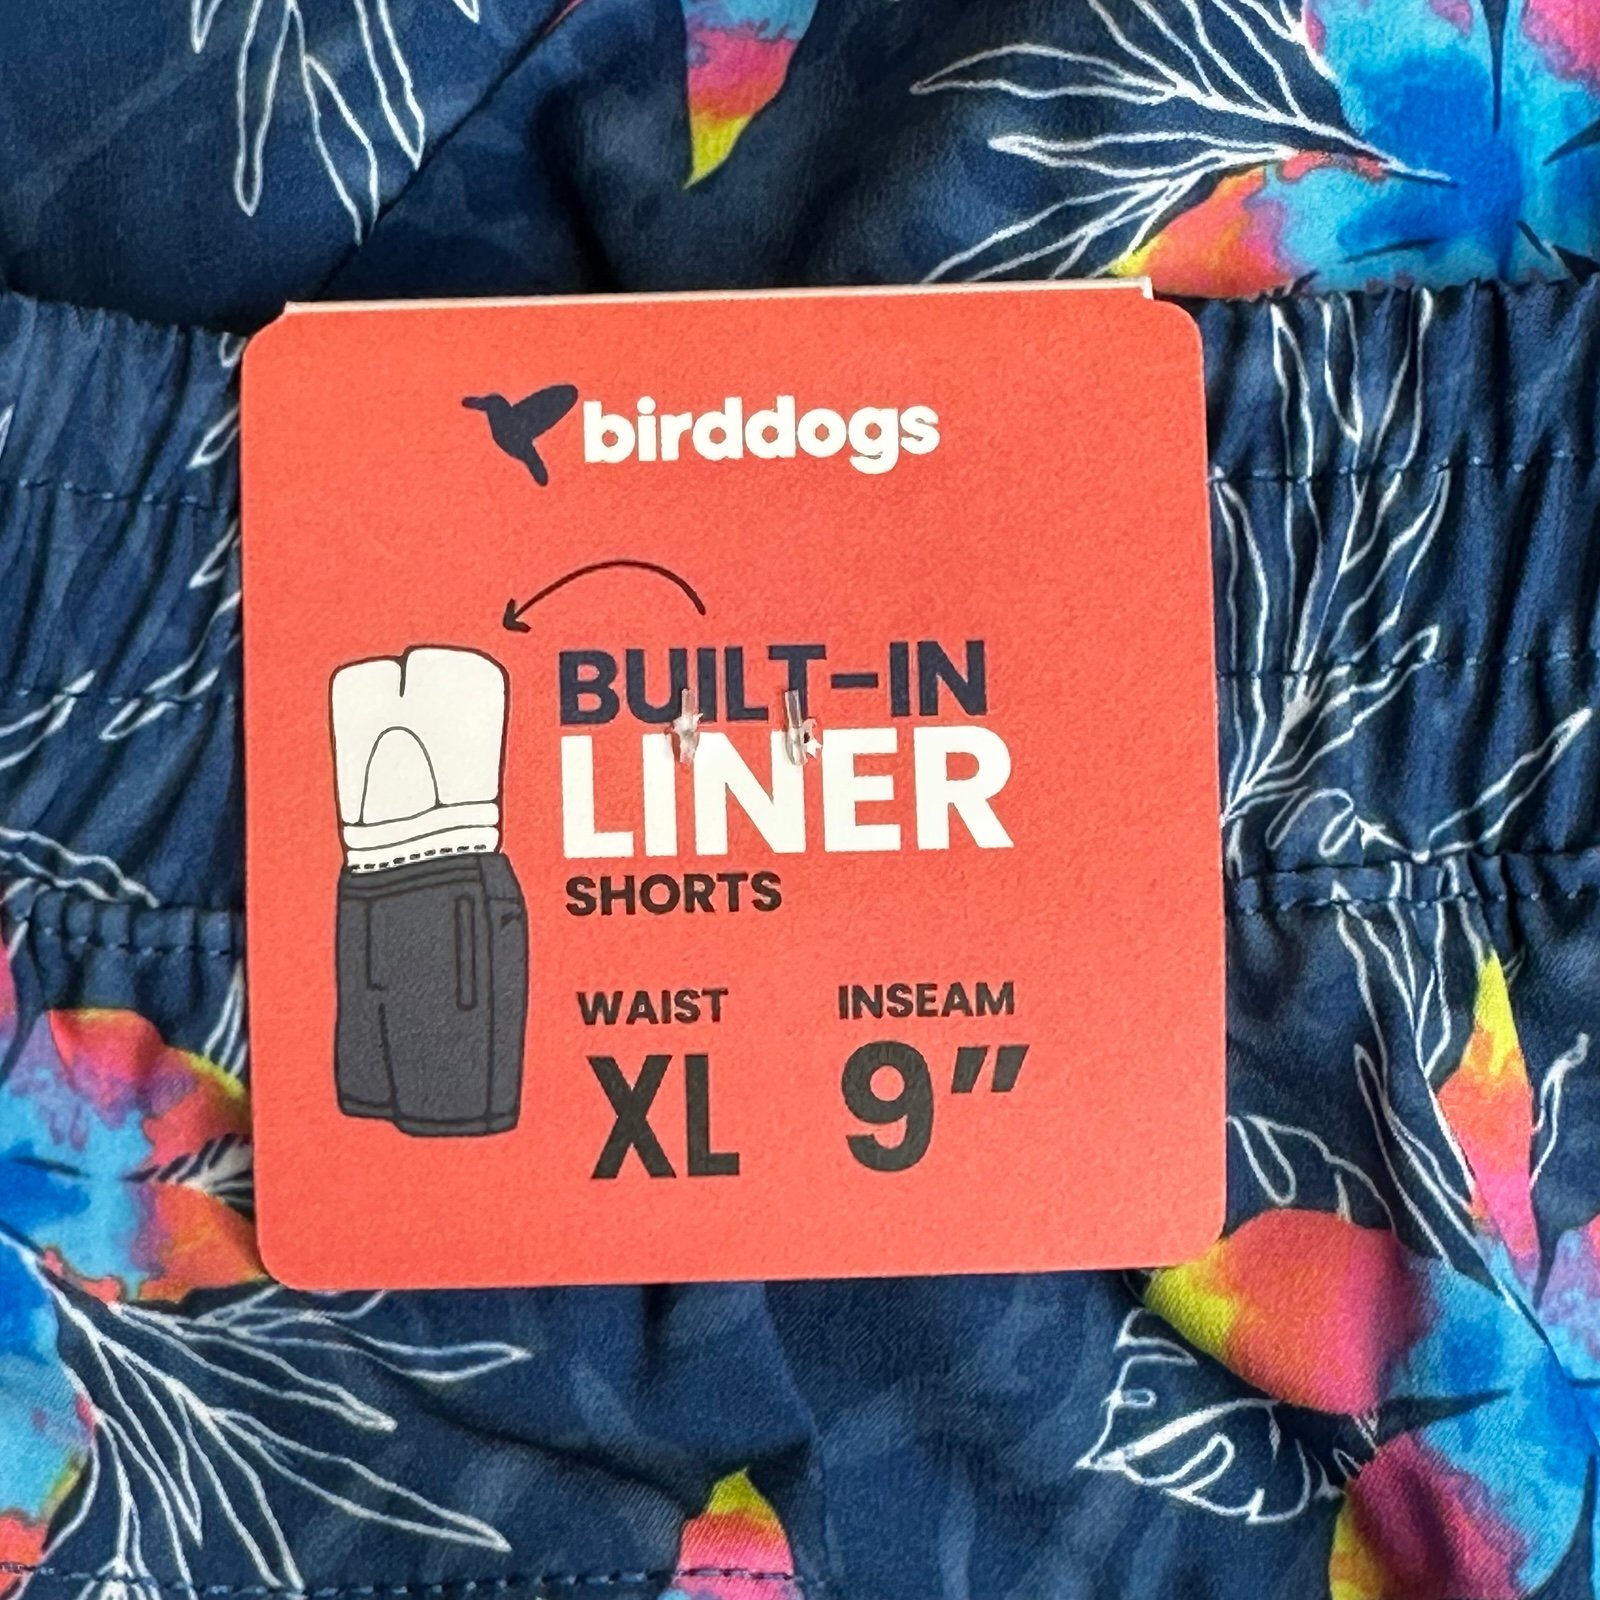 birddogs
BUILT-IN
LINER
SHORTS
WAIST INSEAM
XL 9"